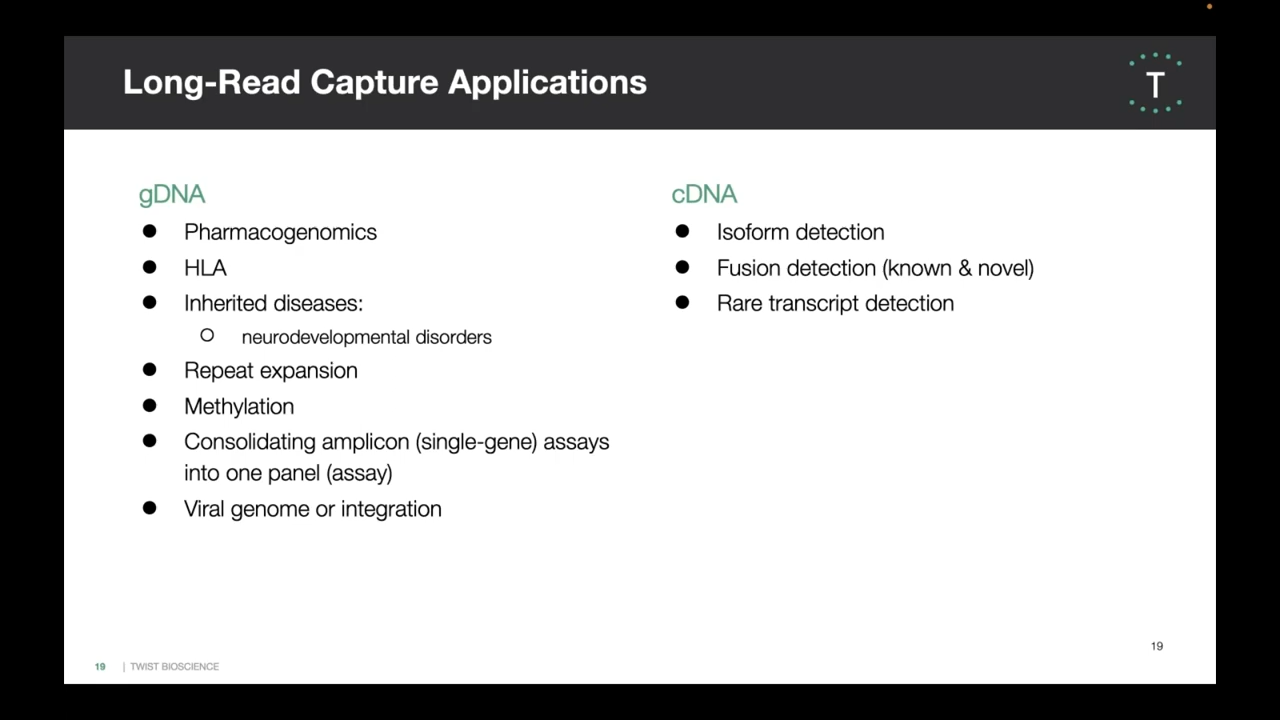 Long-Read Capture Applications
T
gDNA
● Pharmacogenomics
● HLA
● Inherited diseases:
○ neurodevelopmental disorders
● Repeat expansion
● Methylation
● Consolidating amplicon (single-gene) assays
into one panel (assay)
● Viral genome or integration
cDNA
● Isoform detection
● Fusion detection (known & novel)
● Rare transcript detection
19
19 | TWIST BIOSCIENCE